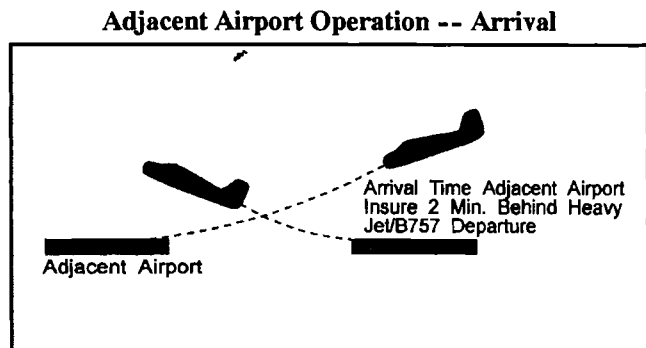 Adjacent Airport Operation -- Arrival
Arrival Time Adjacent Airport
Insure 2 Min. Behind Heavy
Jet/B757 Departure
Adjacent Airport